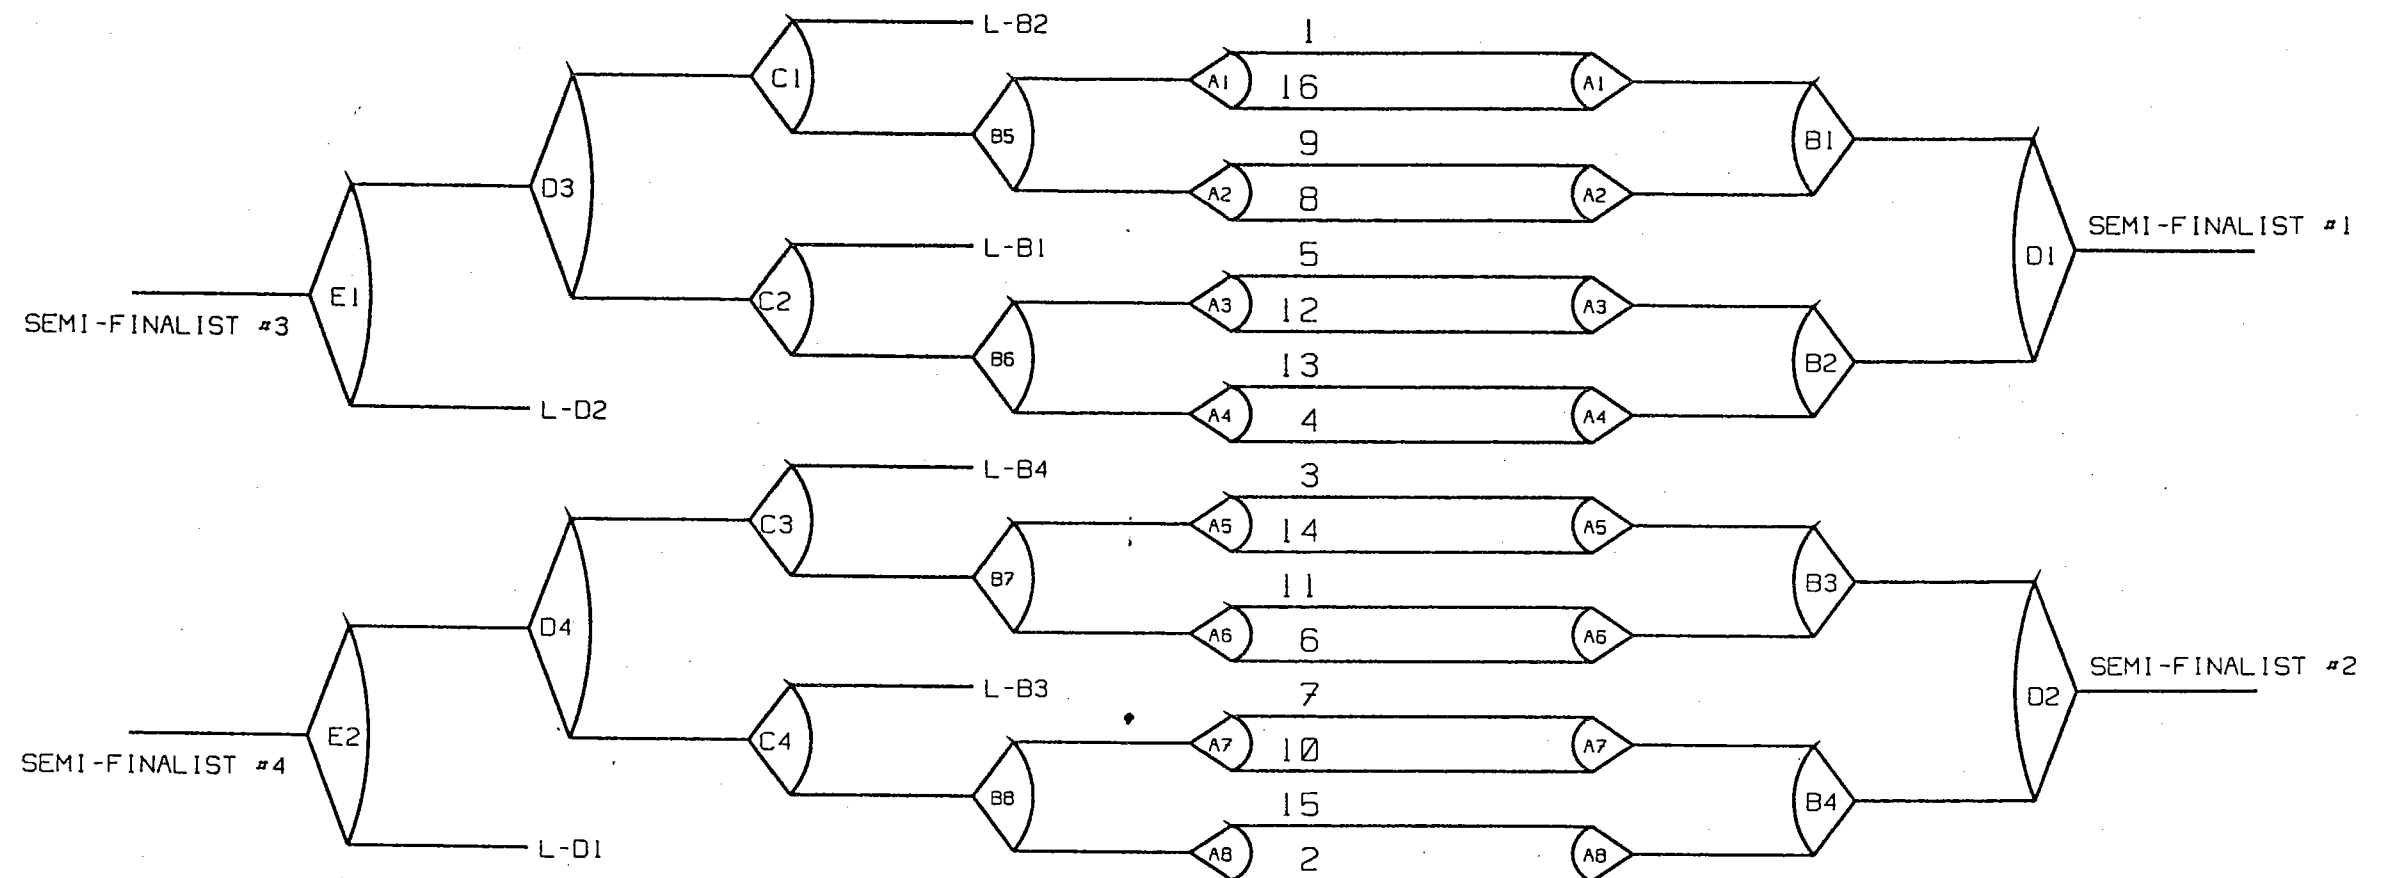 L-B2
1
C1
A1
16
A1
B5
9
B1
D3
A2
8
A2
SEMI-FINALIST #1
L-B1
5
D1
E1
C2
A3
12
A3
SEMI-FINALIST #3
B6
13
B2
L-D2
A4
4
A4
L-B4
3
C3
A5
14
A5
B7
11
B3
D4
A6
6
A6
SEMI-FINALIST #2
L-B3
7
D2
E2
C4
A7
10
A7
SEMI-FINALIST #4
B8
15
B4
L-D1
A8
2
A8